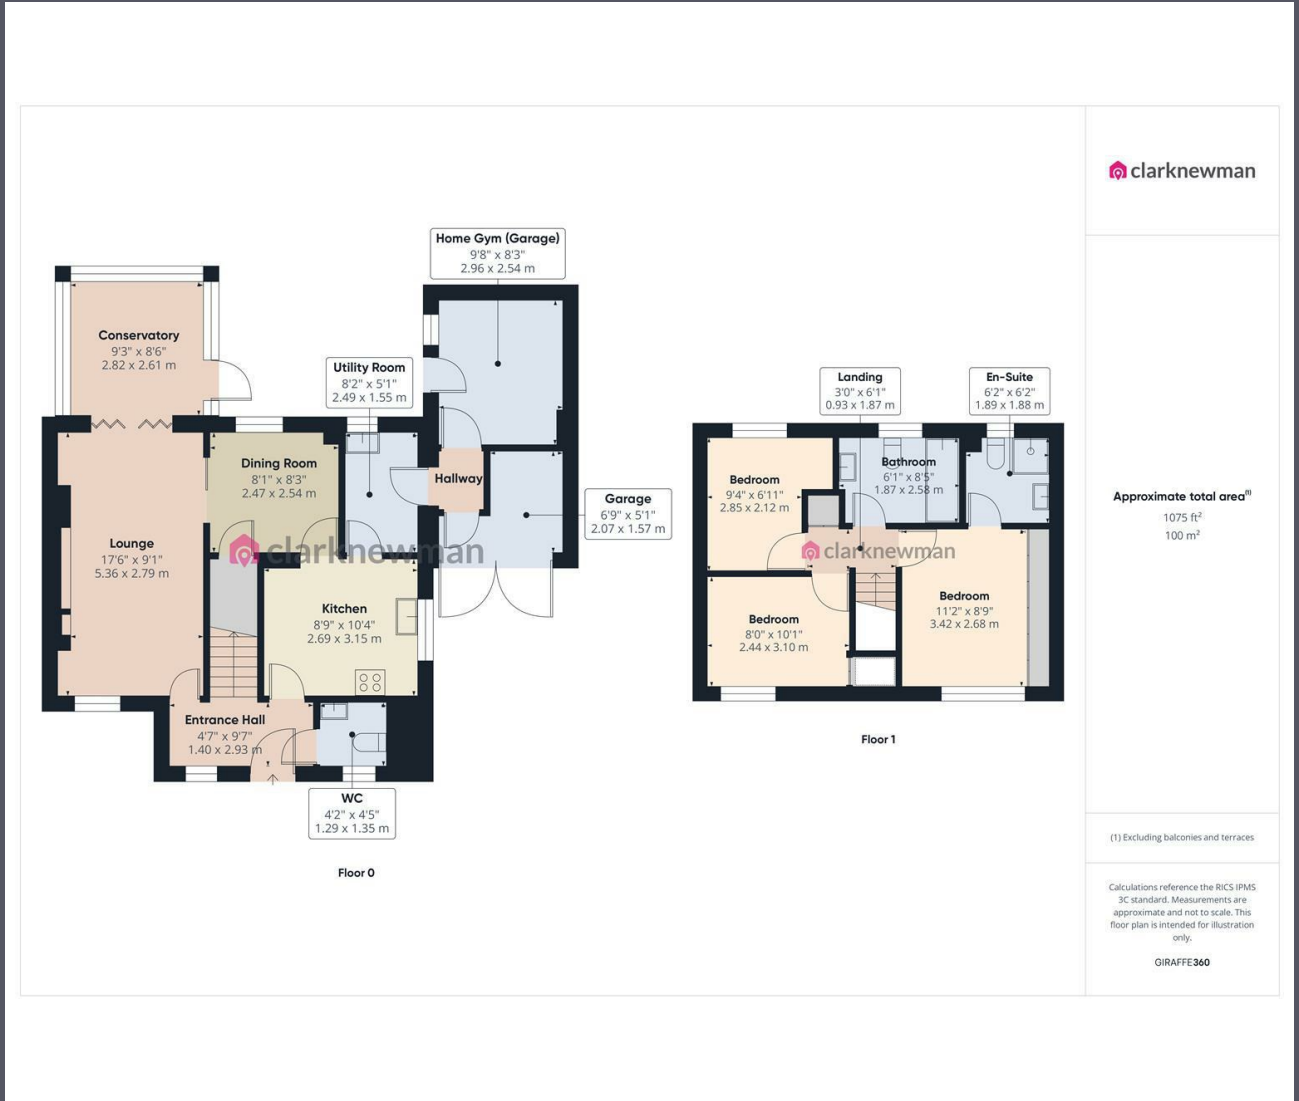 clarknewman
Home Gym (Garage)
9'8" x 8'3"
2.96 x 2.54 m
Conservatory
9'3" x 8'6"
2.82 x 2.61 m
Utility Room
8'2" x 5'1"
2.49 x 1.55 m
Dining Room
8'1" x 8'3"
2.47 x 2.54 m
Hallway
Garage
6'9" x 5'1"
2.07 x 1.57 m
Lounge
17'6" x 9'1"
5.36 x 2.79 m
clarknewman
Kitchen
8'9" x 10'4"
2.69 x 3.15 m
Entrance Hall
4'7" x 9'7"
1.40 x 2.93 m
WC
4'2" x 4'5"
1.29 x 1.35 m
Floor 0
Landing
3'0" x 6'1"
0.93 x 1.87 m
En-Suite
6'2" x 6'2"
1.89 x 1.88 m
Bedroom
9'4" x 6'11"
2.85 x 2.12 m
Bathroom
6'1" x 8'5"
1.87 x 2.58 m
clarknewman
Bedroom
8'0" x 10'1"
2.44 x 3.10 m
Bedroom
11'2" x 8'9"
3.42 x 2.68 m
Floor 1
Approximate total area(1)
1075 ft²
100 m²
(1) Excluding balconies and terraces
Calculations reference the RICS IPMS
3C standard. Measurements are
approximate and not to scale. This
floor plan is intended for illustration
only.
GIRAFFE360